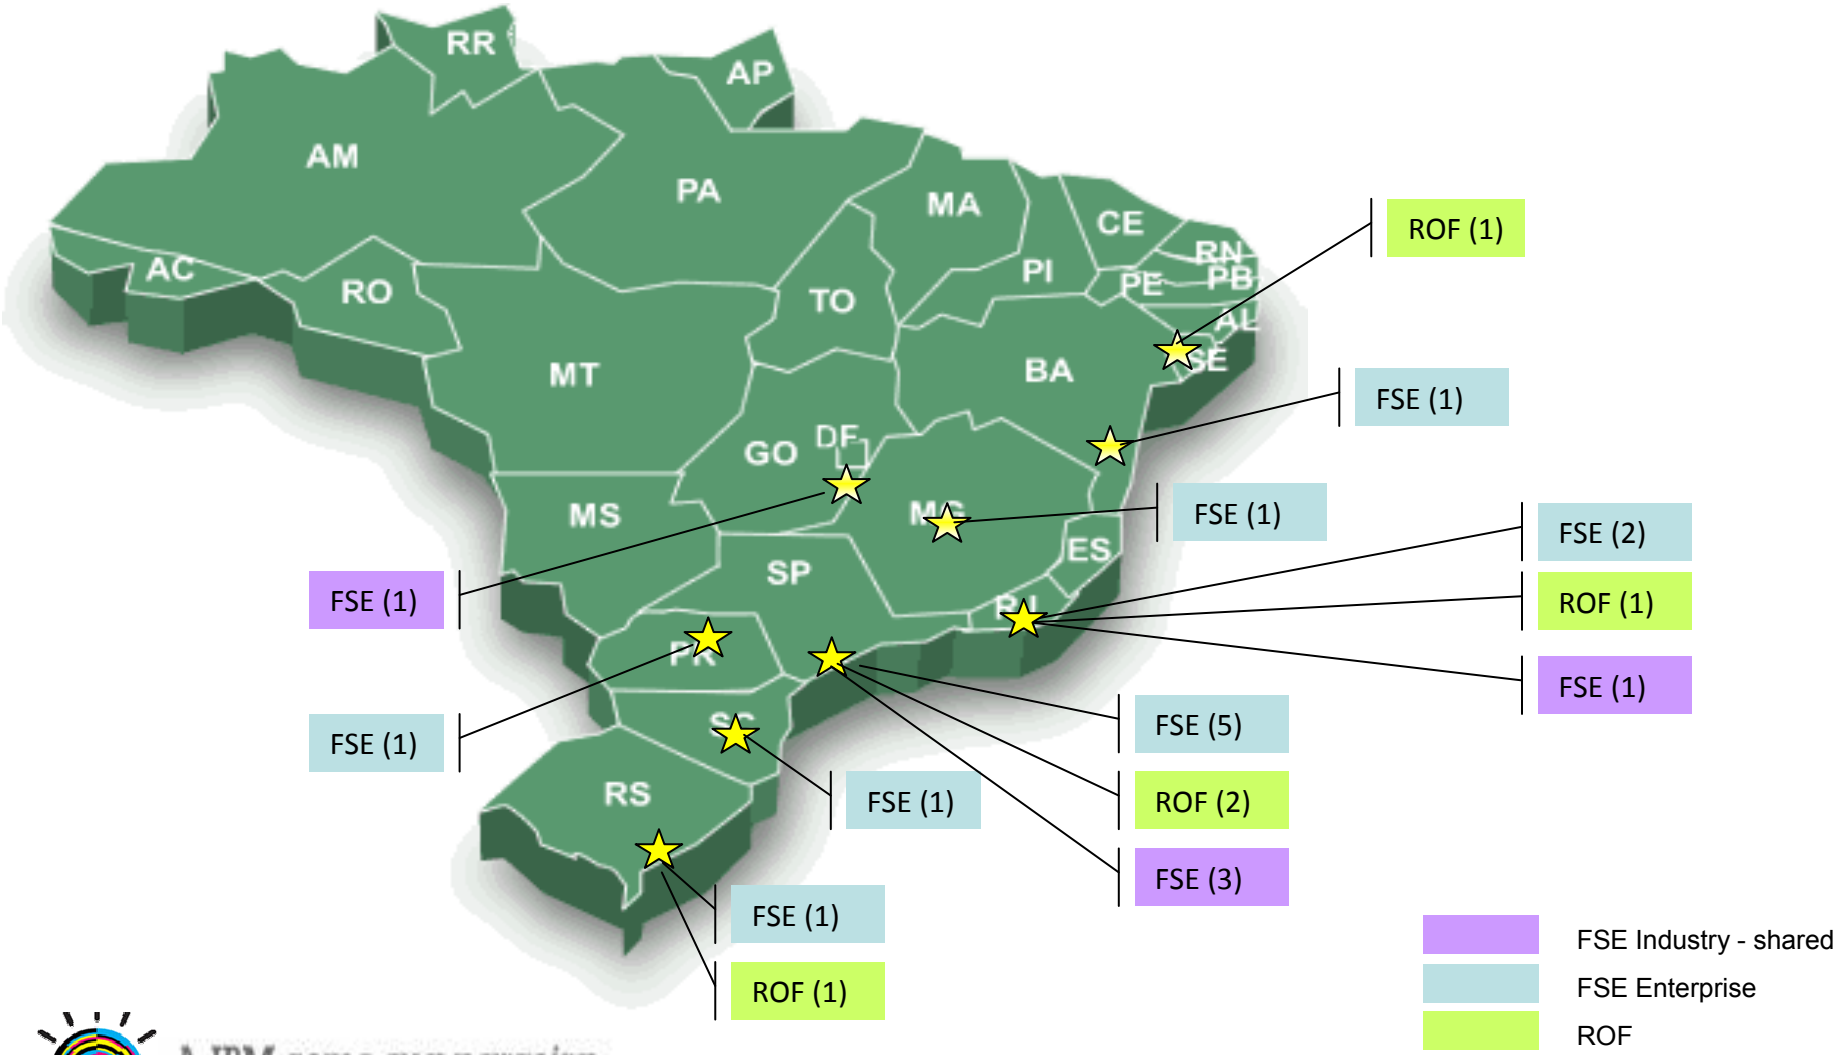 RR
AP
AM
PA
MA
CE
RN
PB
PI
PE
AC
RO
TO
AL
SE
MT
BA
DF
GO
MS
MG
ES
SP
RJ
PR
SC
RS
ROF (1)
FSE (1)
FSE (1)
FSE (2)
ROF (1)
FSE (1)
FSE (1)
FSE (1)
FSE (5)
ROF (2)
FSE (3)
FSE (1)
FSE (1)
ROF (1)
FSE Industry - shared
FSE Enterprise
ROF